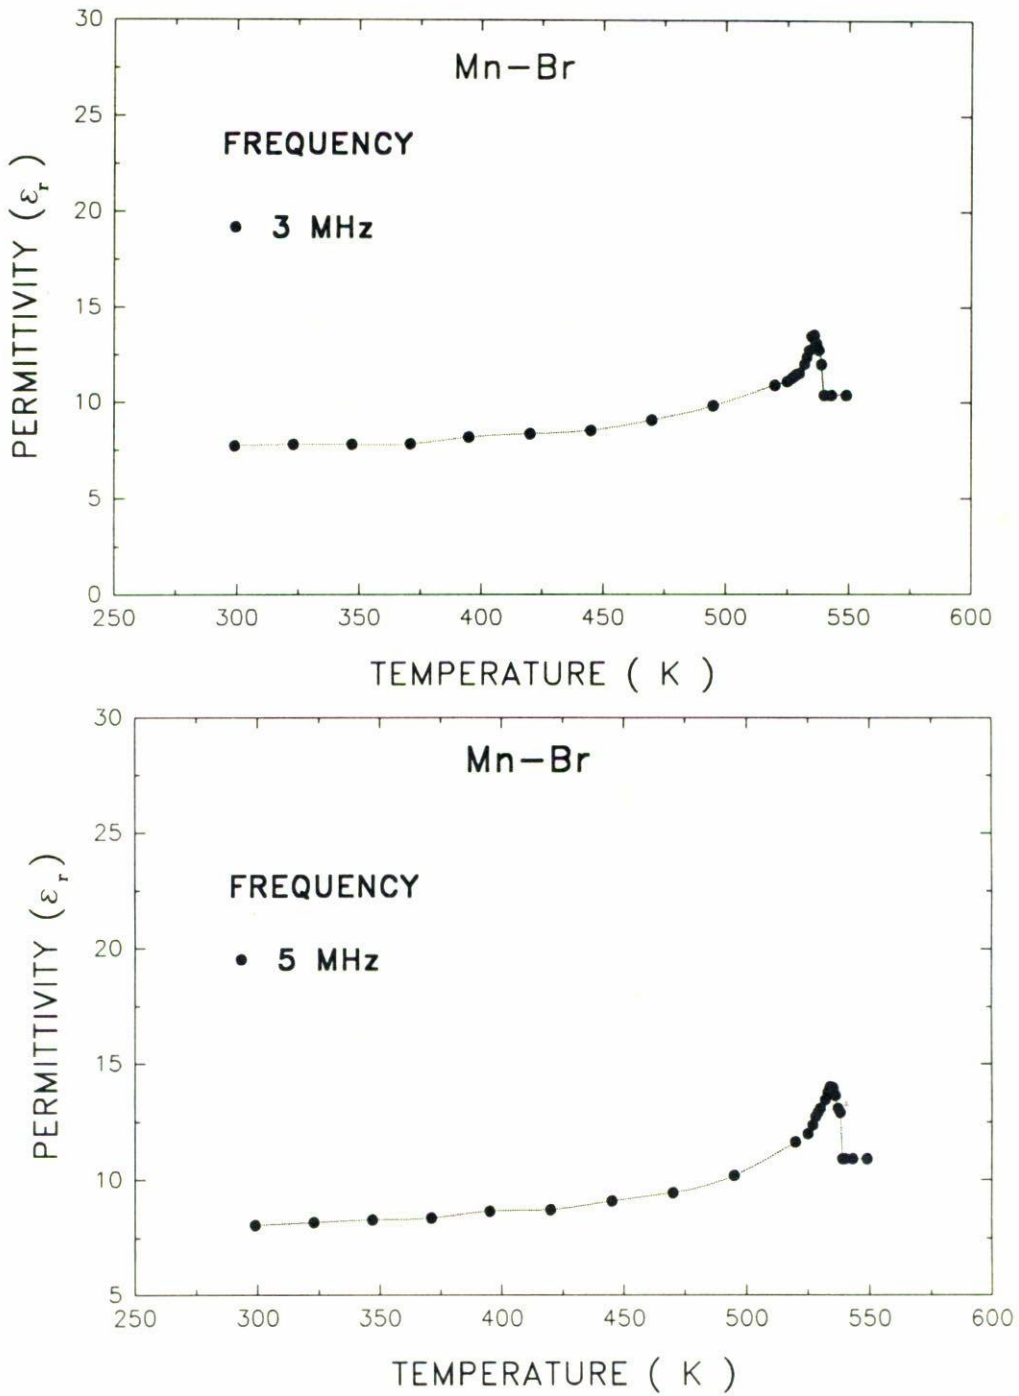 30
Mn-Br
25
FREQUENCY
20
3 MHz
15
10
5
0
PERMITTIVITY (εr)
250 300 350 400 450 500 550 600
TEMPERATURE ( K )
30
Mn-Br
25
FREQUENCY
20
5 MHz
15
10
5
PERMITTIVITY (εr)
250 300 350 400 450 500 550 600
TEMPERATURE ( K )